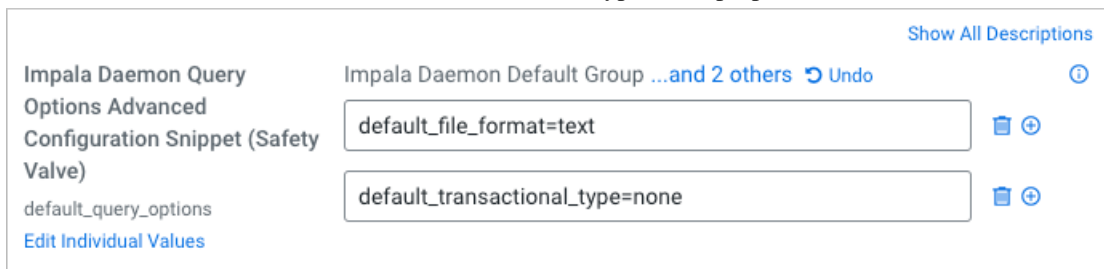 Show All Descriptions
Impala Daemon Query
Options Advanced
Configuration Snippet (Safety
Valve)
default_query_options
Edit Individual Values
Impala Daemon Default Group ...and 2 others Undo
default_file_format=text
default_transactional_type=none